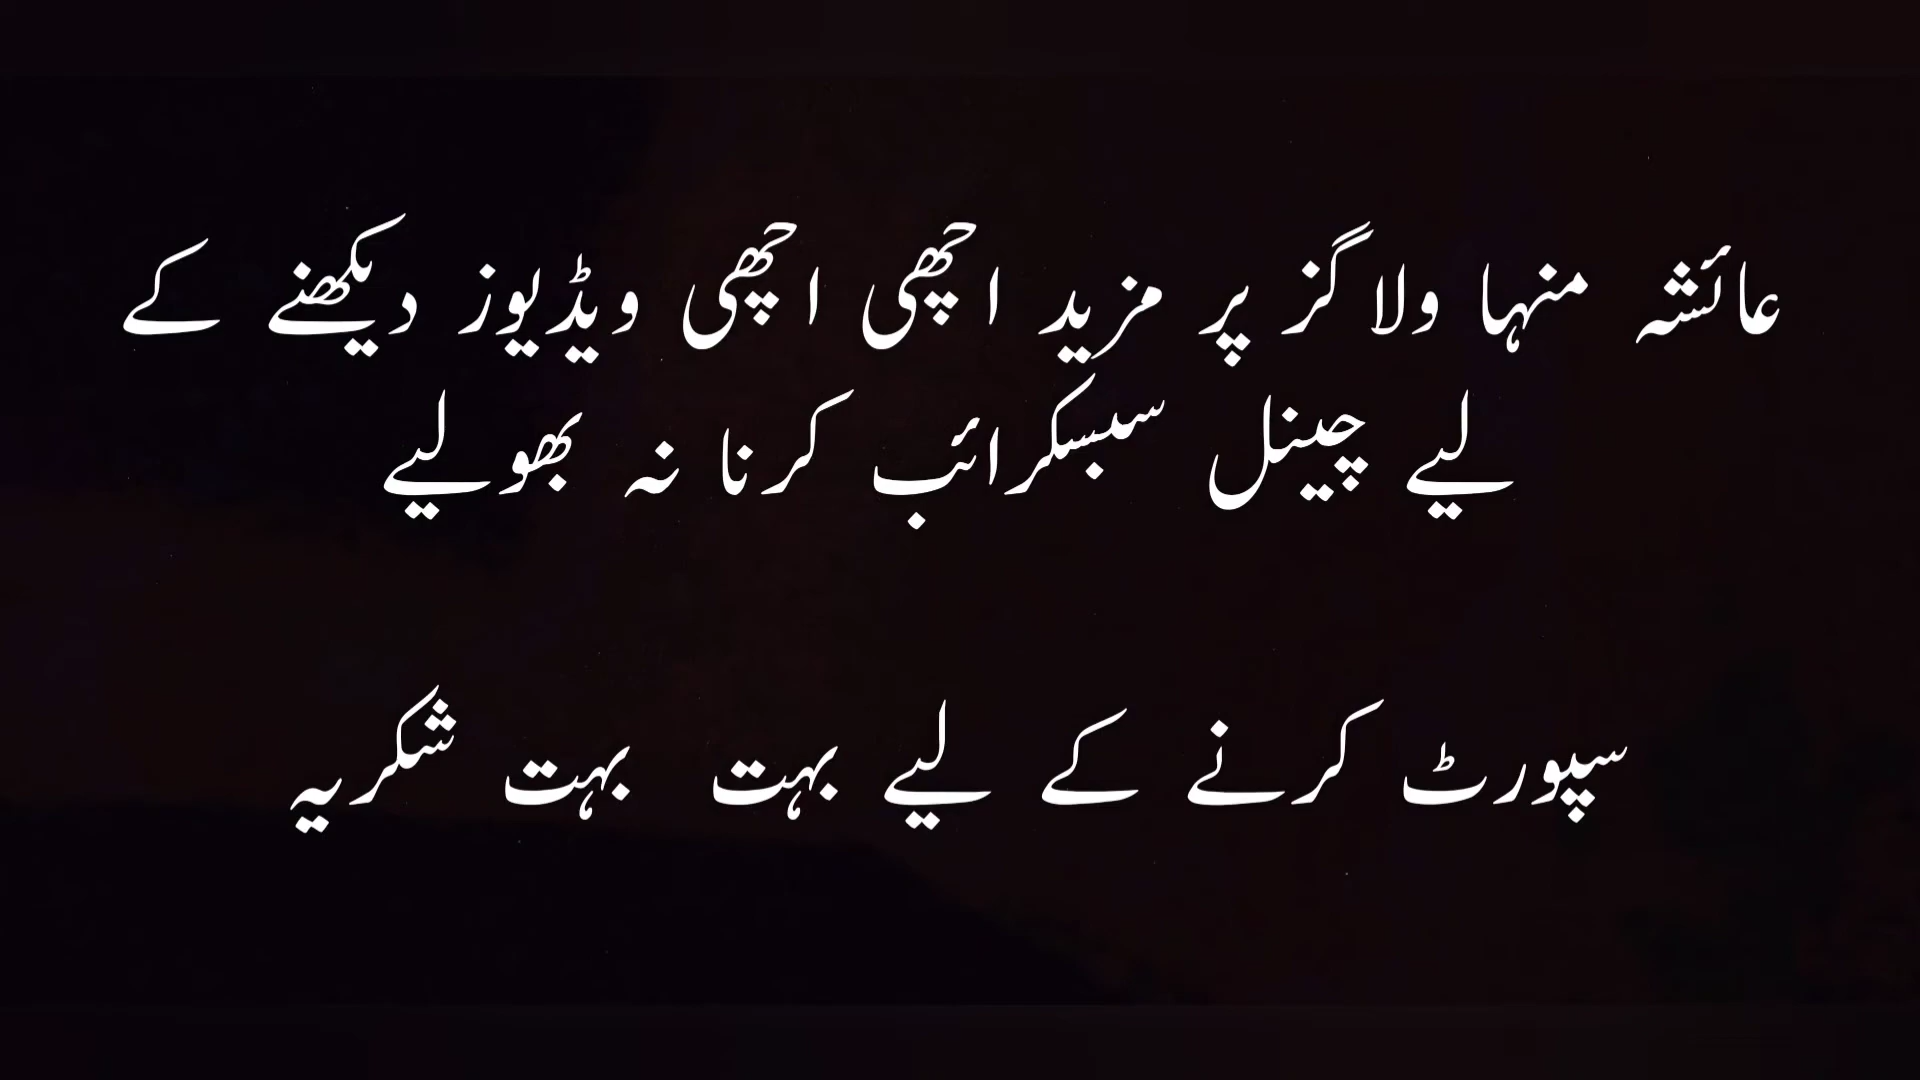 عائشہ منہا ولاگز پر مزید اچھی اچھی ویڈیوز دیکھنے کے
لیے چینل سبسکرائب کرنا نہ بھولیے
سپورٹ کرنے کے لیے بہت بہت شکریہ